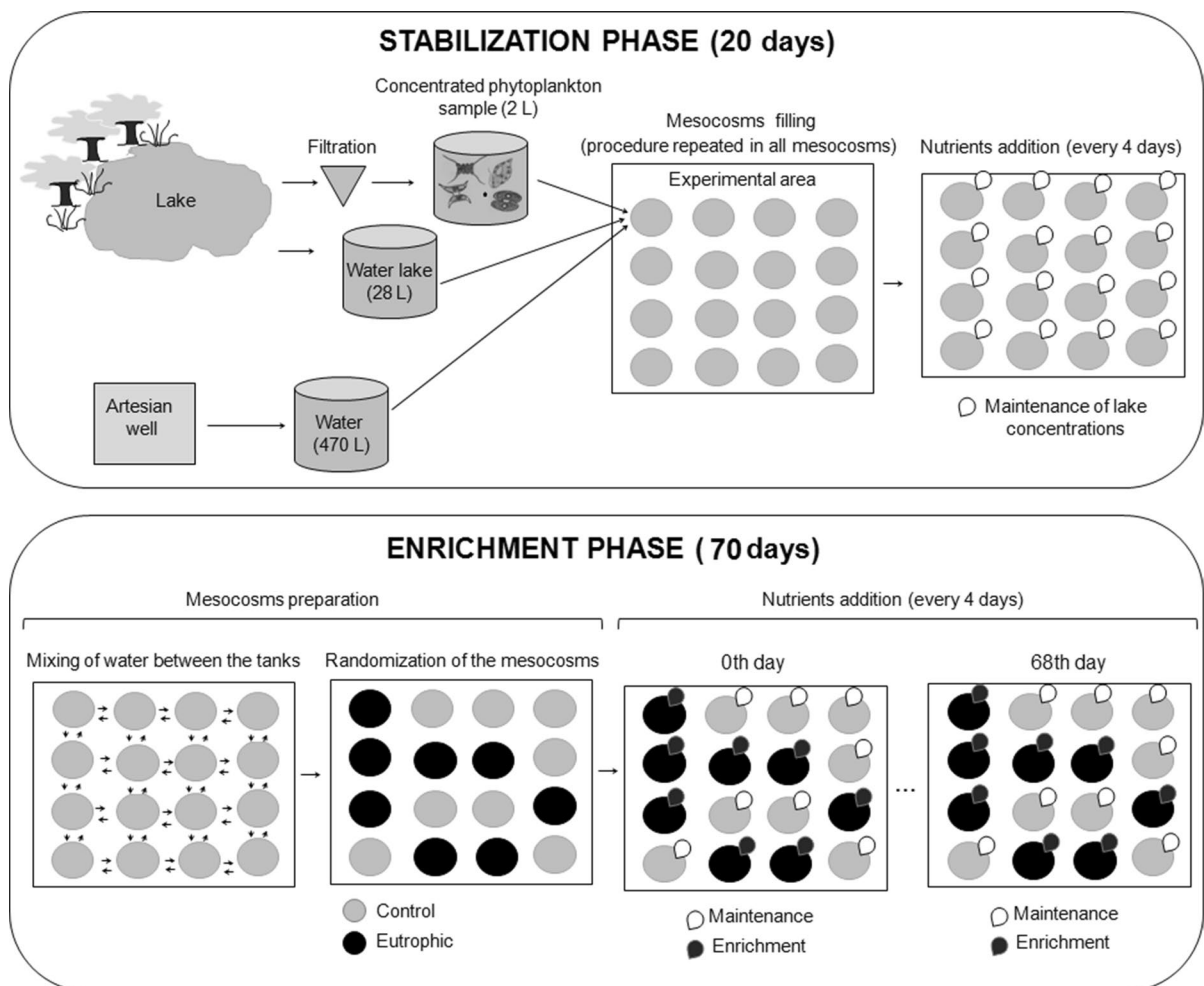 STABILIZATION PHASE (20 days)
Concentrated phytoplankton
sample (2 L)
Filtration
Lake
Water lake
(28 L)
Artesian
well
Water
(470 L)
Mesocosms filling
(procedure repeated in all mesocosms)
Experimental area
Nutrients addition (every 4 days)
Maintenance of lake
concentrations
ENRICHMENT PHASE (70 days)
Mesocosms preparation
Nutrients addition (every 4 days)
Mixing of water between the tanks
Randomization of the mesocosms
0th day
68th day
...
Control
Eutrophic
Maintenance
Enrichment
Maintenance
Enrichment